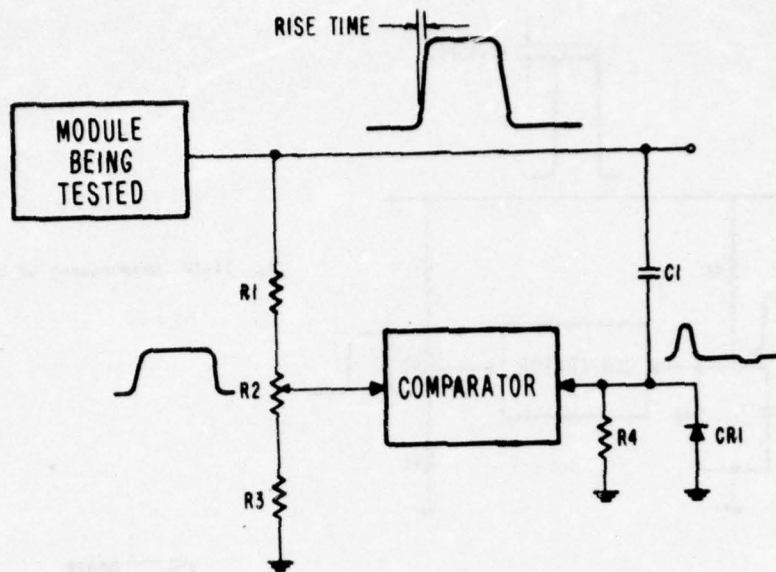 RISE TIME
MODULE
BEING
TESTED
R1
C1
R2
COMPARATOR
R4
CR1
R3